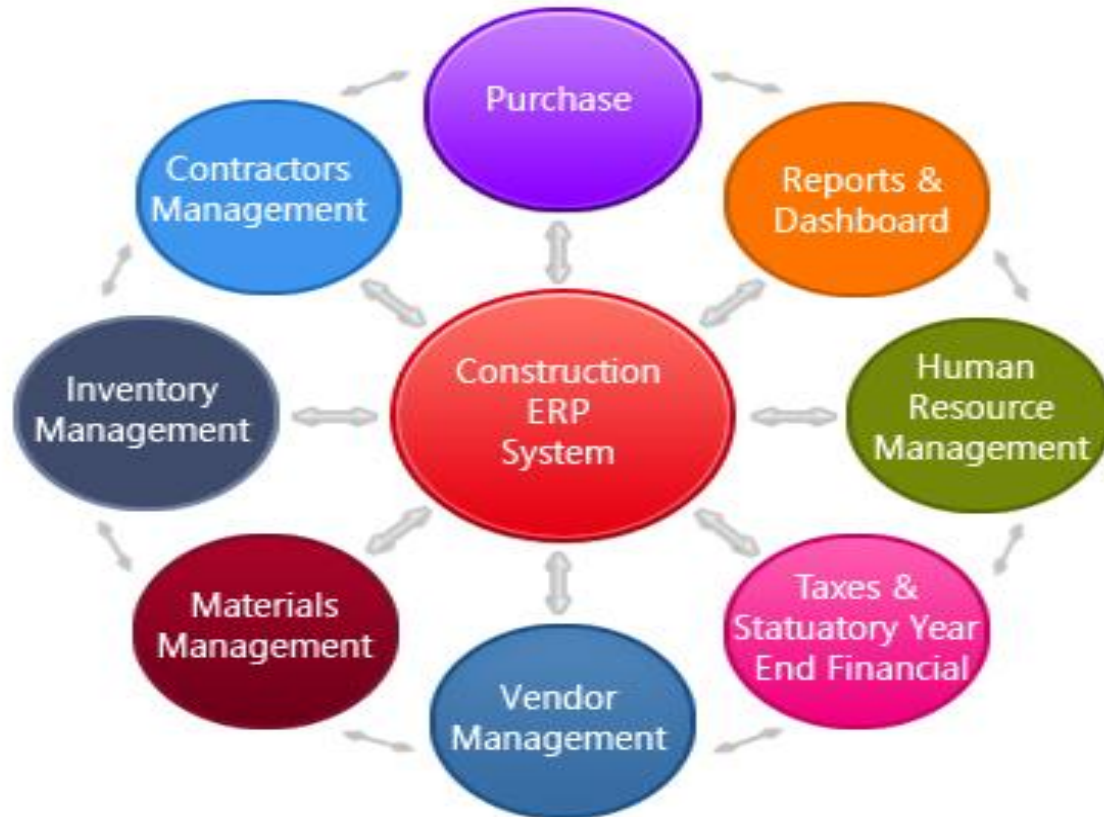 Purchase
Contractors
Management
Reports &
Dashboard
Inventory
Management
Construction
ERP
System
Human
Resource
Management
Materials
Management
Vendor
Management
Taxes &
Statuatory Year
End Financial